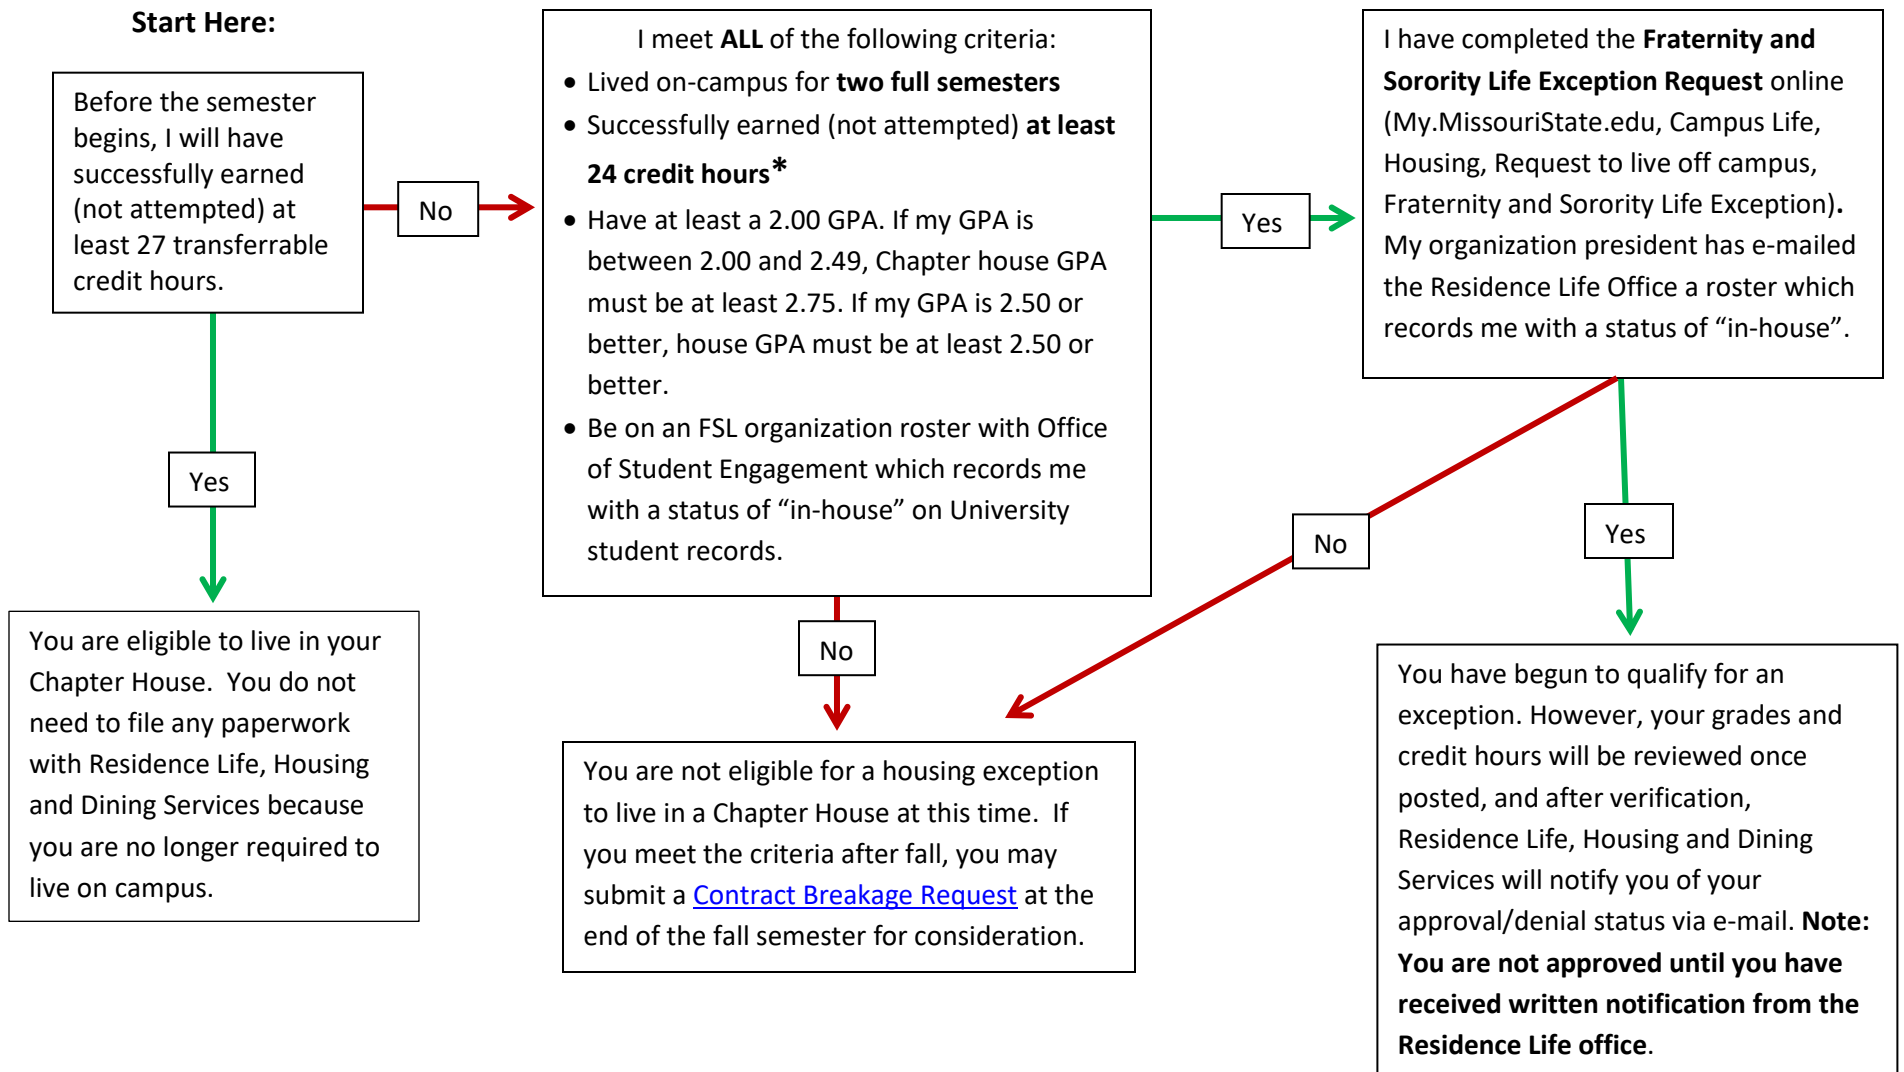 Start Here:
Before the semester
begins, I will have
successfully earned
(not attempted) at
least 27 transferrable
credit hours.
No
Yes
You are eligible to live in your
Chapter House.  You do not
need to file any paperwork
with Residence Life, Housing
and Dining Services because
you are no longer required to
live on campus.
I meet ALL of the following criteria:
• Lived on-campus for two full semesters
• Successfully earned (not attempted) at least
24 credit hours*
• Have at least a 2.00 GPA. If my GPA is
between 2.00 and 2.49, Chapter house GPA
must be at least 2.75. If my GPA is 2.50 or
better, house GPA must be at least 2.50 or
better.
• Be on an FSL organization roster with Office
of Student Engagement which records me
with a status of “in-house” on University
student records.
Yes
No
You are not eligible for a housing exception
to live in a Chapter House at this time.  If
you meet the criteria after fall, you may
submit a Contract Breakage Request at the
end of the fall semester for consideration.
I have completed the Fraternity and
Sorority Life Exception Request online
(My.MissouriState.edu, Campus Life,
Housing, Request to live off campus,
Fraternity and Sorority Life Exception).
My organization president has e-mailed
the Residence Life Office a roster which
records me with a status of “in-house”.
No
Yes
You have begun to qualify for an
exception. However, your grades and
credit hours will be reviewed once
posted, and after verification,
Residence Life, Housing and Dining
Services will notify you of your
approval/denial status via e-mail. Note:
You are not approved until you have
received written notification from the
Residence Life office.